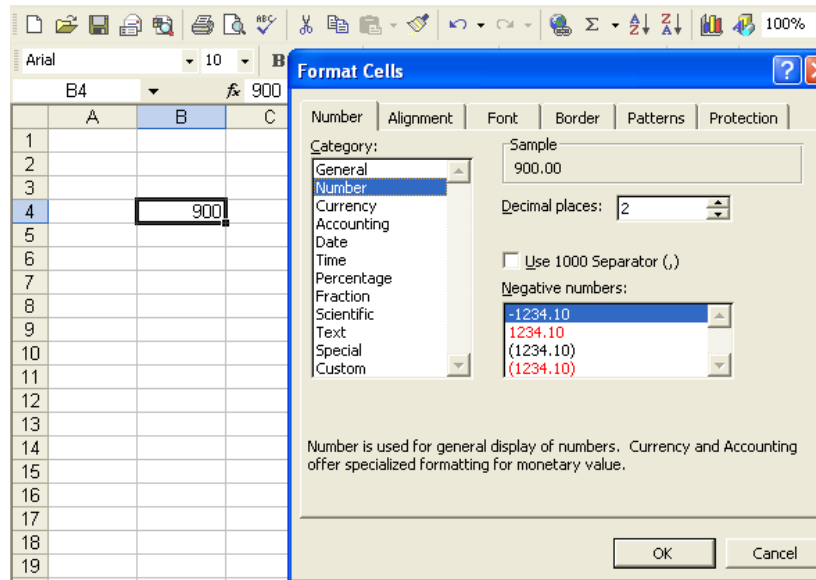 ABC Σ A Z Z A 100%
Arial 10 B
B4 fx 900
Format Cells ?
A B C
Number Alignment Font Border Patterns Protection
Category:
General
Number
Currency
Accounting
Date
Time
Percentage
Fraction
Scientific
Text
Special
Custom
Sample
900.00
Decimal places: 2
Use 1000 Separator (,)
Negative numbers:
-1234.10
1234.10
(1234.10)
(1234.10)
Number is used for general display of numbers. Currency and Accounting
offer specialized formatting for monetary value.
OK Cancel
1
2
3
4 900
5
6
7
8
9
10
11
12
13
14
15
16
17
18
19